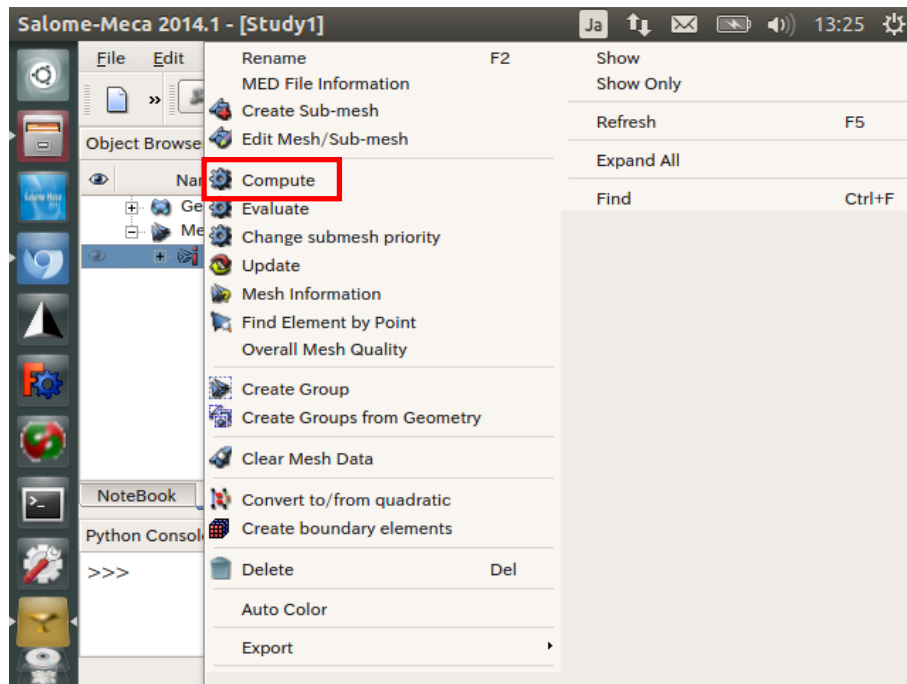 Salome-Meca 2014.1 - [Study1]
Ja
13:25
File Edit
»
Object Browse
Nar
Ge
Me
NoteBook
Python Consol
>>>
Rename F2
MED File Information
Create Sub-mesh
Edit Mesh/Sub-mesh
Compute
Evaluate
Change submesh priority
Update
Mesh Information
Find Element by Point
Overall Mesh Quality
Create Group
Create Groups from Geometry
Clear Mesh Data
Convert to/from quadratic
Create boundary elements
Delete Del
Auto Color
Export
Show
Show Only
Refresh F5
Expand All
Find Ctrl+F